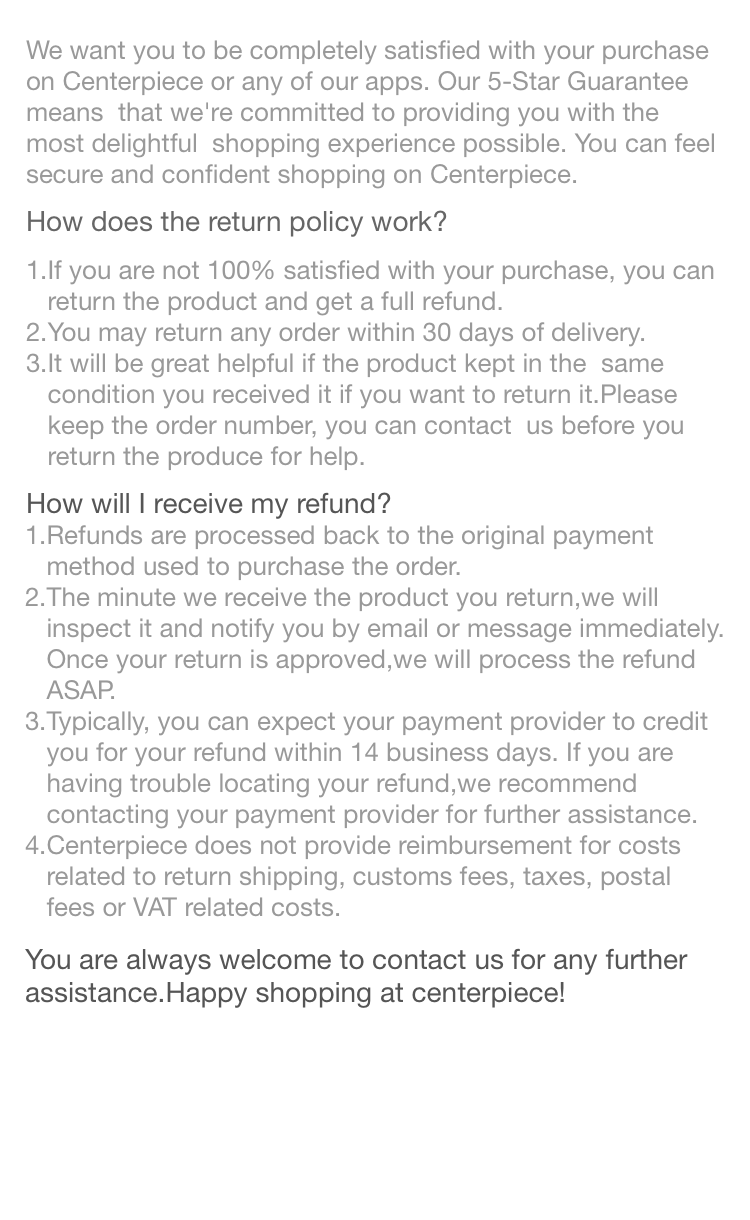 We want you to be completely satisfied with your purchase
on Centerpiece or any of our apps. Our 5-Star Guarantee
means  that we're committed to providing you with the
most delightful  shopping experience possible. You can feel
secure and confident shopping on Centerpiece.
How does the return policy work?
1.If you are not 100% satisfied with your purchase, you can
return the product and get a full refund.
2.You may return any order within 30 days of delivery.
3.It will be great helpful if the product kept in the  same
condition you received it if you want to return it.Please
keep the order number, you can contact  us before you
return the produce for help.
How will I receive my refund?
1.Refunds are processed back to the original payment
method used to purchase the order.
2.The minute we receive the product you return,we will
inspect it and notify you by email or message immediately.
Once your return is approved,we will process the refund
ASAP.
3.Typically, you can expect your payment provider to credit
you for your refund within 14 business days. If you are
having trouble locating your refund,we recommend
contacting your payment provider for further assistance.
4.Centerpiece does not provide reimbursement for costs
related to return shipping, customs fees, taxes, postal
fees or VAT related costs.
You are always welcome to contact us for any further
assistance.Happy shopping at centerpiece!